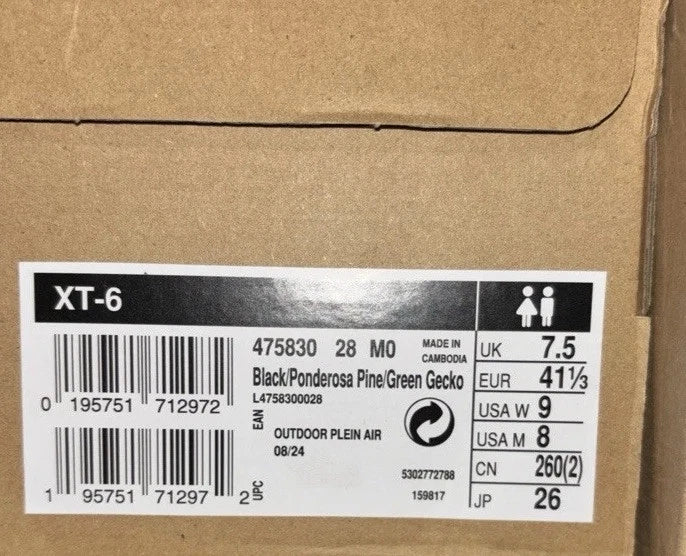 XT-6
475830 28 M0
MADE IN
CAMBODIA
Black/Ponderosa Pine/Green Gecko
L4758300028
0 195751 712972
EAN
OUTDOOR PLEIN AIR
08/24
1 95751 71297 2
UPC
5302772788
159817
UK 7.5
EUR 41⅓
USA W 9
USA M 8
CN 260(2)
JP 26